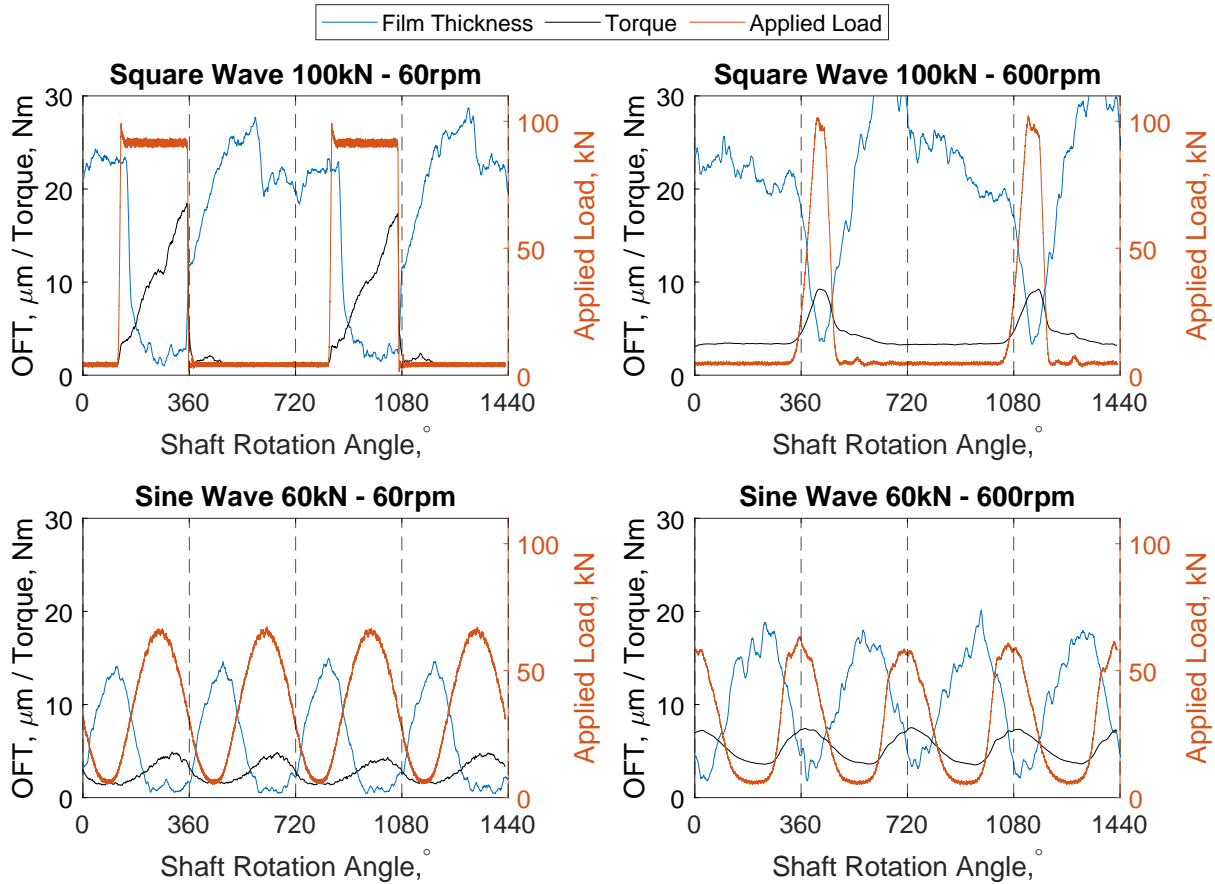 Film Thickness Torque Applied Load
Square Wave 100kN - 60rpm
30
20
10
0
OFT, μm / Torque, Nm
100
50
0
Applied Load, kN
0 360 720 1080 1440
Shaft Rotation Angle,°
Square Wave 100kN - 600rpm
30
20
10
0
OFT, μm / Torque, Nm
100
50
0
Applied Load, kN
0 360 720 1080 1440
Shaft Rotation Angle,°
Sine Wave 60kN - 60rpm
30
20
10
0
OFT, μm / Torque, Nm
100
50
0
Applied Load, kN
0 360 720 1080 1440
Shaft Rotation Angle,°
Sine Wave 60kN - 600rpm
30
20
10
0
OFT, μm / Torque, Nm
100
50
0
Applied Load, kN
0 360 720 1080 1440
Shaft Rotation Angle,°